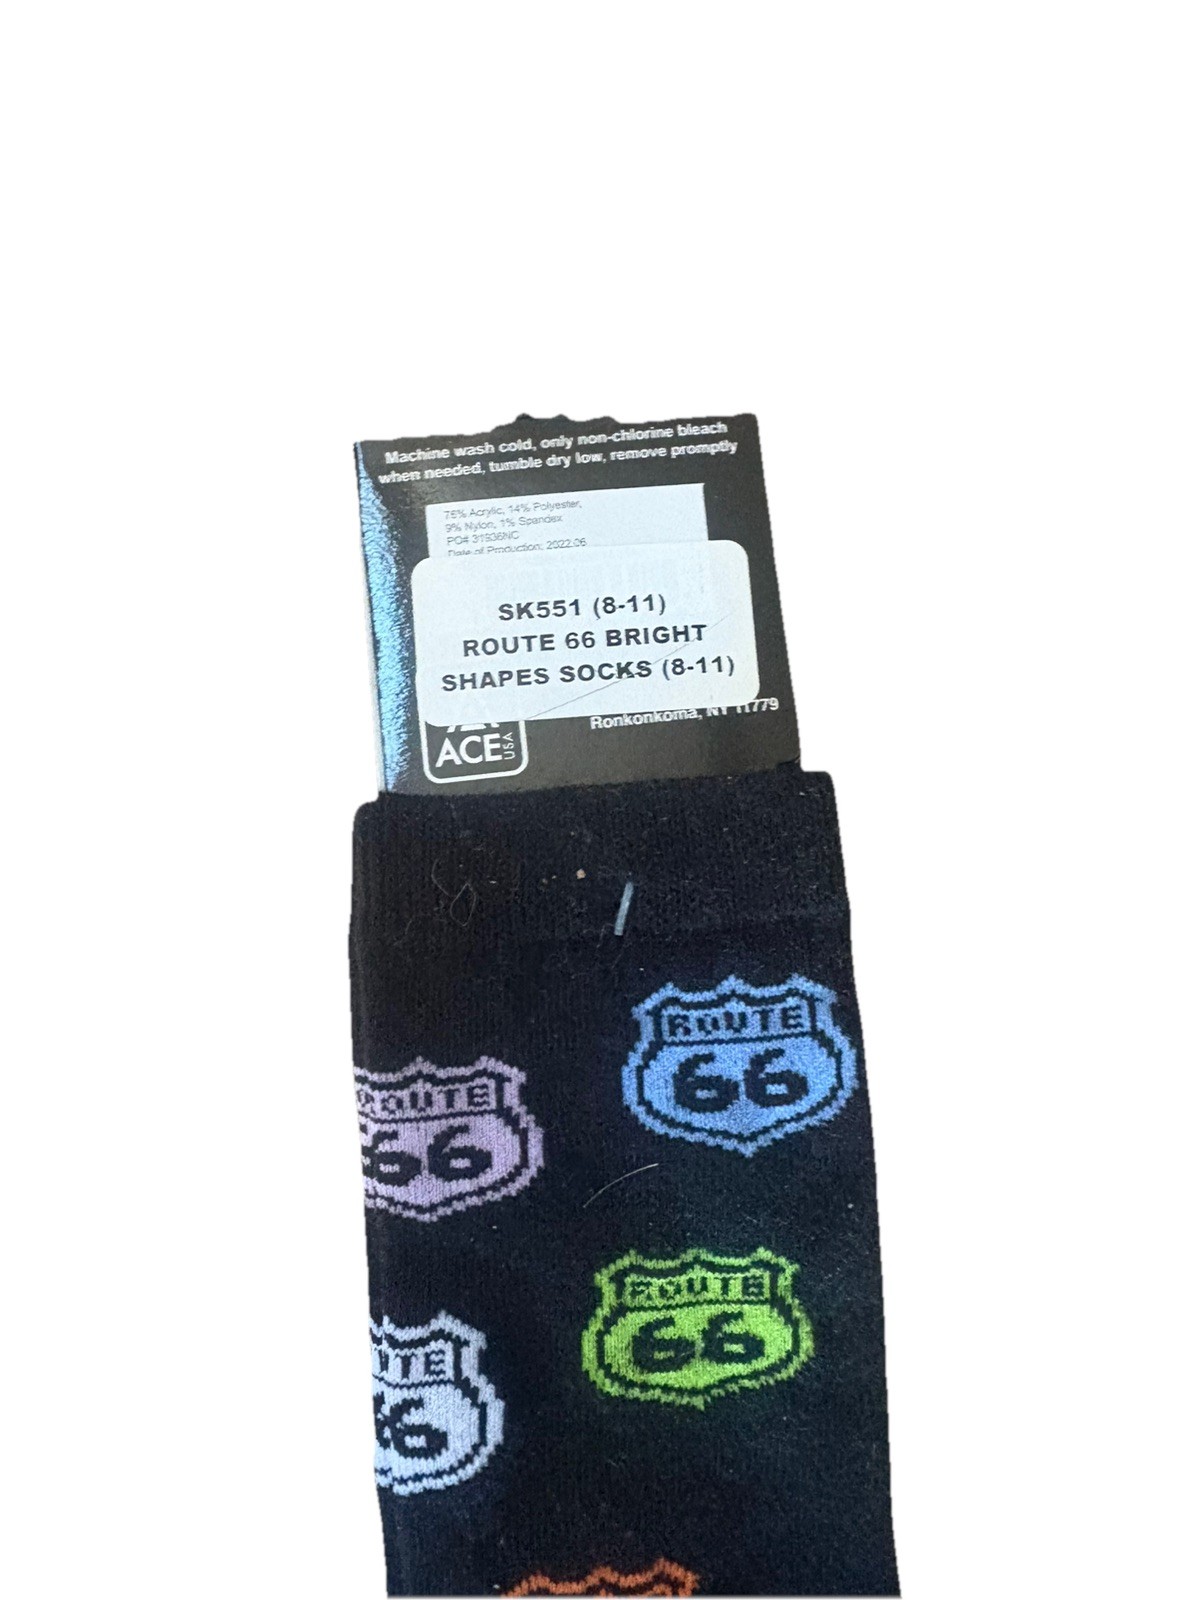 Machine wash cold, only non-chlorine bleach
when needed, tumble dry low, remove promptly
76% Acrylic, 14% Polyester,
9% Nylon, 1% Spandex
PO# 31936NC
Date of Production: 2022.06
SK551 (8-11)
ROUTE 66 BRIGHT
SHAPES SOCKS (8-11)
Ronkonkoma, NY 11779
ACE USA
ROUTE
66
ROUTE
66
ROUTE
66
UTE
66